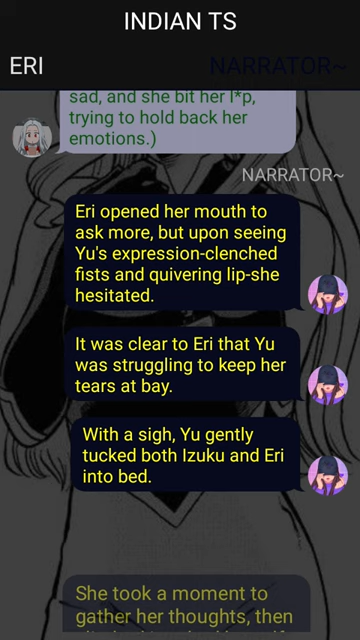 INDIAN TS
ERI
NARRATOR~
sad, and she bit her l*p,
trying to hold back her
emotions.)
NARRATOR~
Eri opened her mouth to
ask more, but upon seeing
Yu's expression-clenched
fists and quivering lip-she
hesitated.
It was clear to Eri that Yu
was struggling to keep her
tears at bay.
With a sigh, Yu gently
tucked both Izuku and Eri
into bed.
She took a moment to
gather her thoughts, then